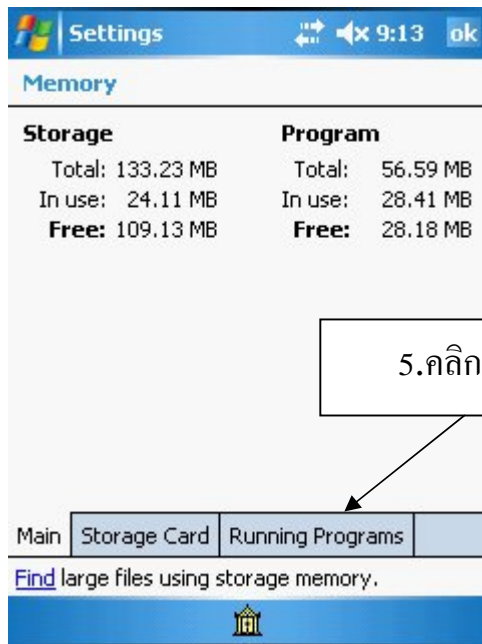 Settings 9:13 ok
Memory
Storage Program
Total: 133.23 MB Total: 56.59 MB
In use: 24.11 MB In use: 28.41 MB
Free: 109.13 MB Free: 28.18 MB
5.คลิก
Main Storage Card Running Programs
Find large files using storage memory.